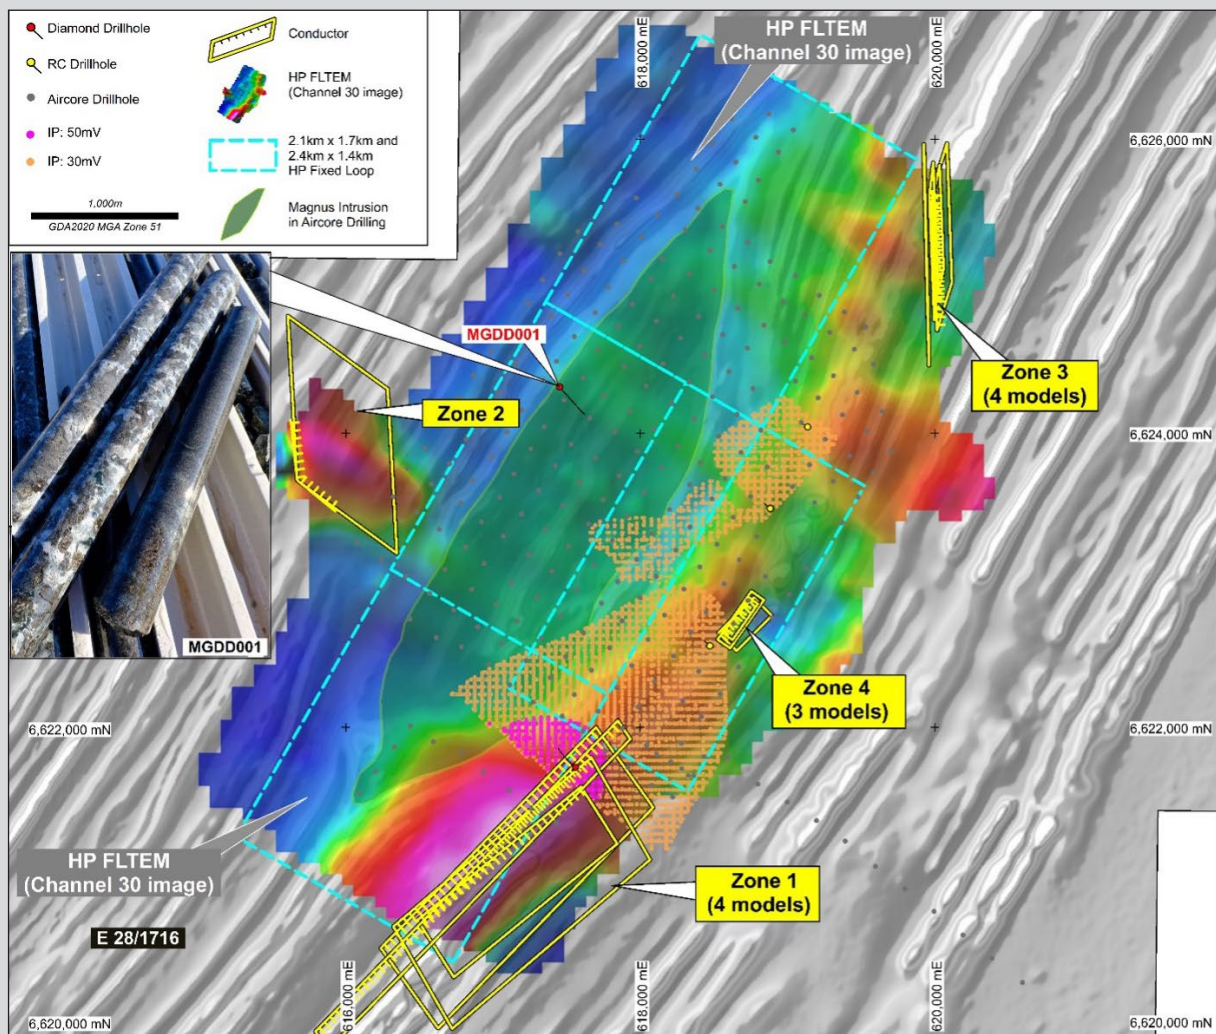 Diamond Drillhole
RC Drillhole
Aircore Drillhole
IP: 50mV
IP: 30mV
1,000m
GDA2020 MGA Zone 51
Conductor
HP FLTEM
(Channel 30 image)
2.1km x 1.7km and
2.4km x 1.4km
HP Fixed Loop
Magnus Intrusion
in Aircore Drilling
HP FLTEM
(Channel 30 image)
618,000 mE
620,000 mE
6,626,000 mN
MGDD001
Zone 3
(4 models)
Zone 2
6,624,000 mN
MGDD001
Zone 4
(3 models)
6,622,000 mN
6,622,000 mN
HP FLTEM
(Channel 30 image)
Zone 1
(4 models)
E 28/1716
616,000 mE
618,000 mE
620,000 mE
6,620,000 mN
6,620,000 mN